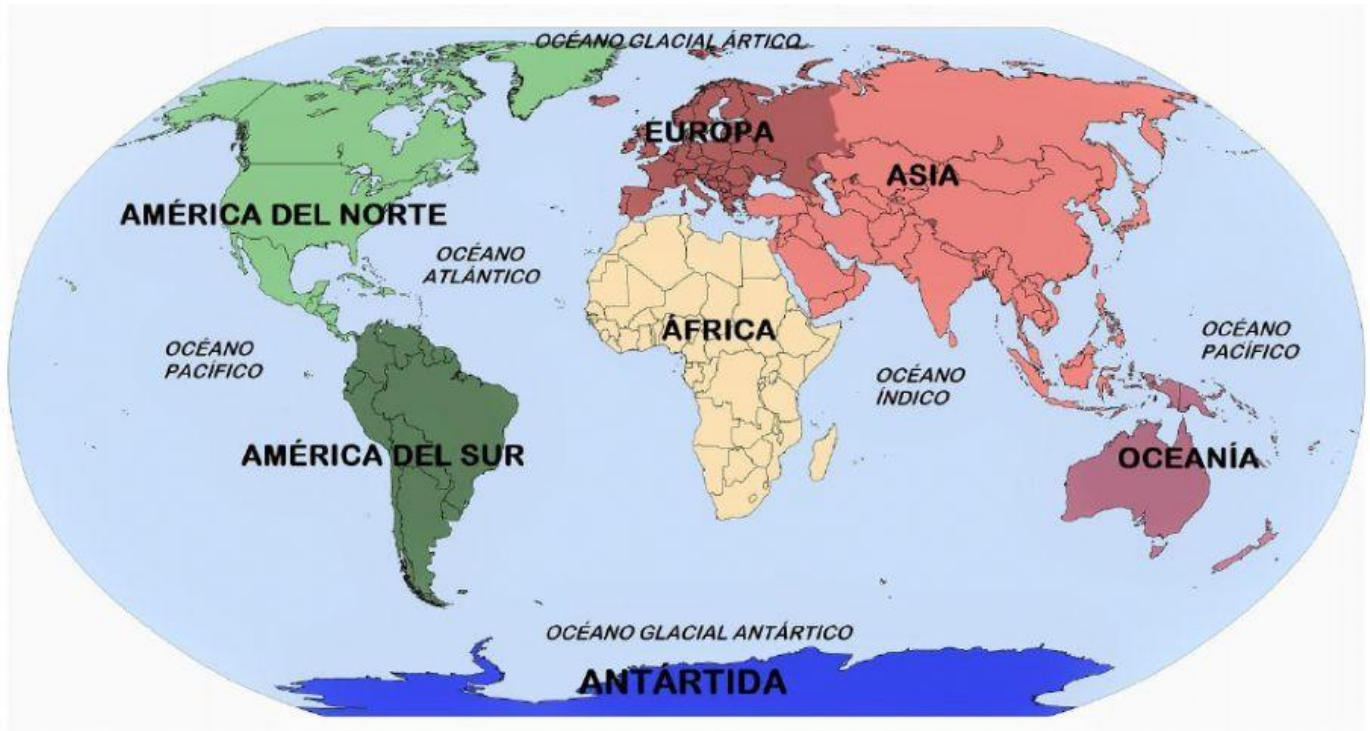 OCÉANO GLACIAL ÁRTICO
EUROPA
ASIA
AMÉRICA DEL NORTE
OCÉANO
ATLÁNTICO
ÁFRICA
OCÉANO
PACÍFICO
OCÉANO
PACÍFICO
OCÉANO
ÍNDICO
AMÉRICA DEL SUR
OCEANÍA
OCÉANO GLACIAL ANTÁRTICO
ANTÁRTIDA